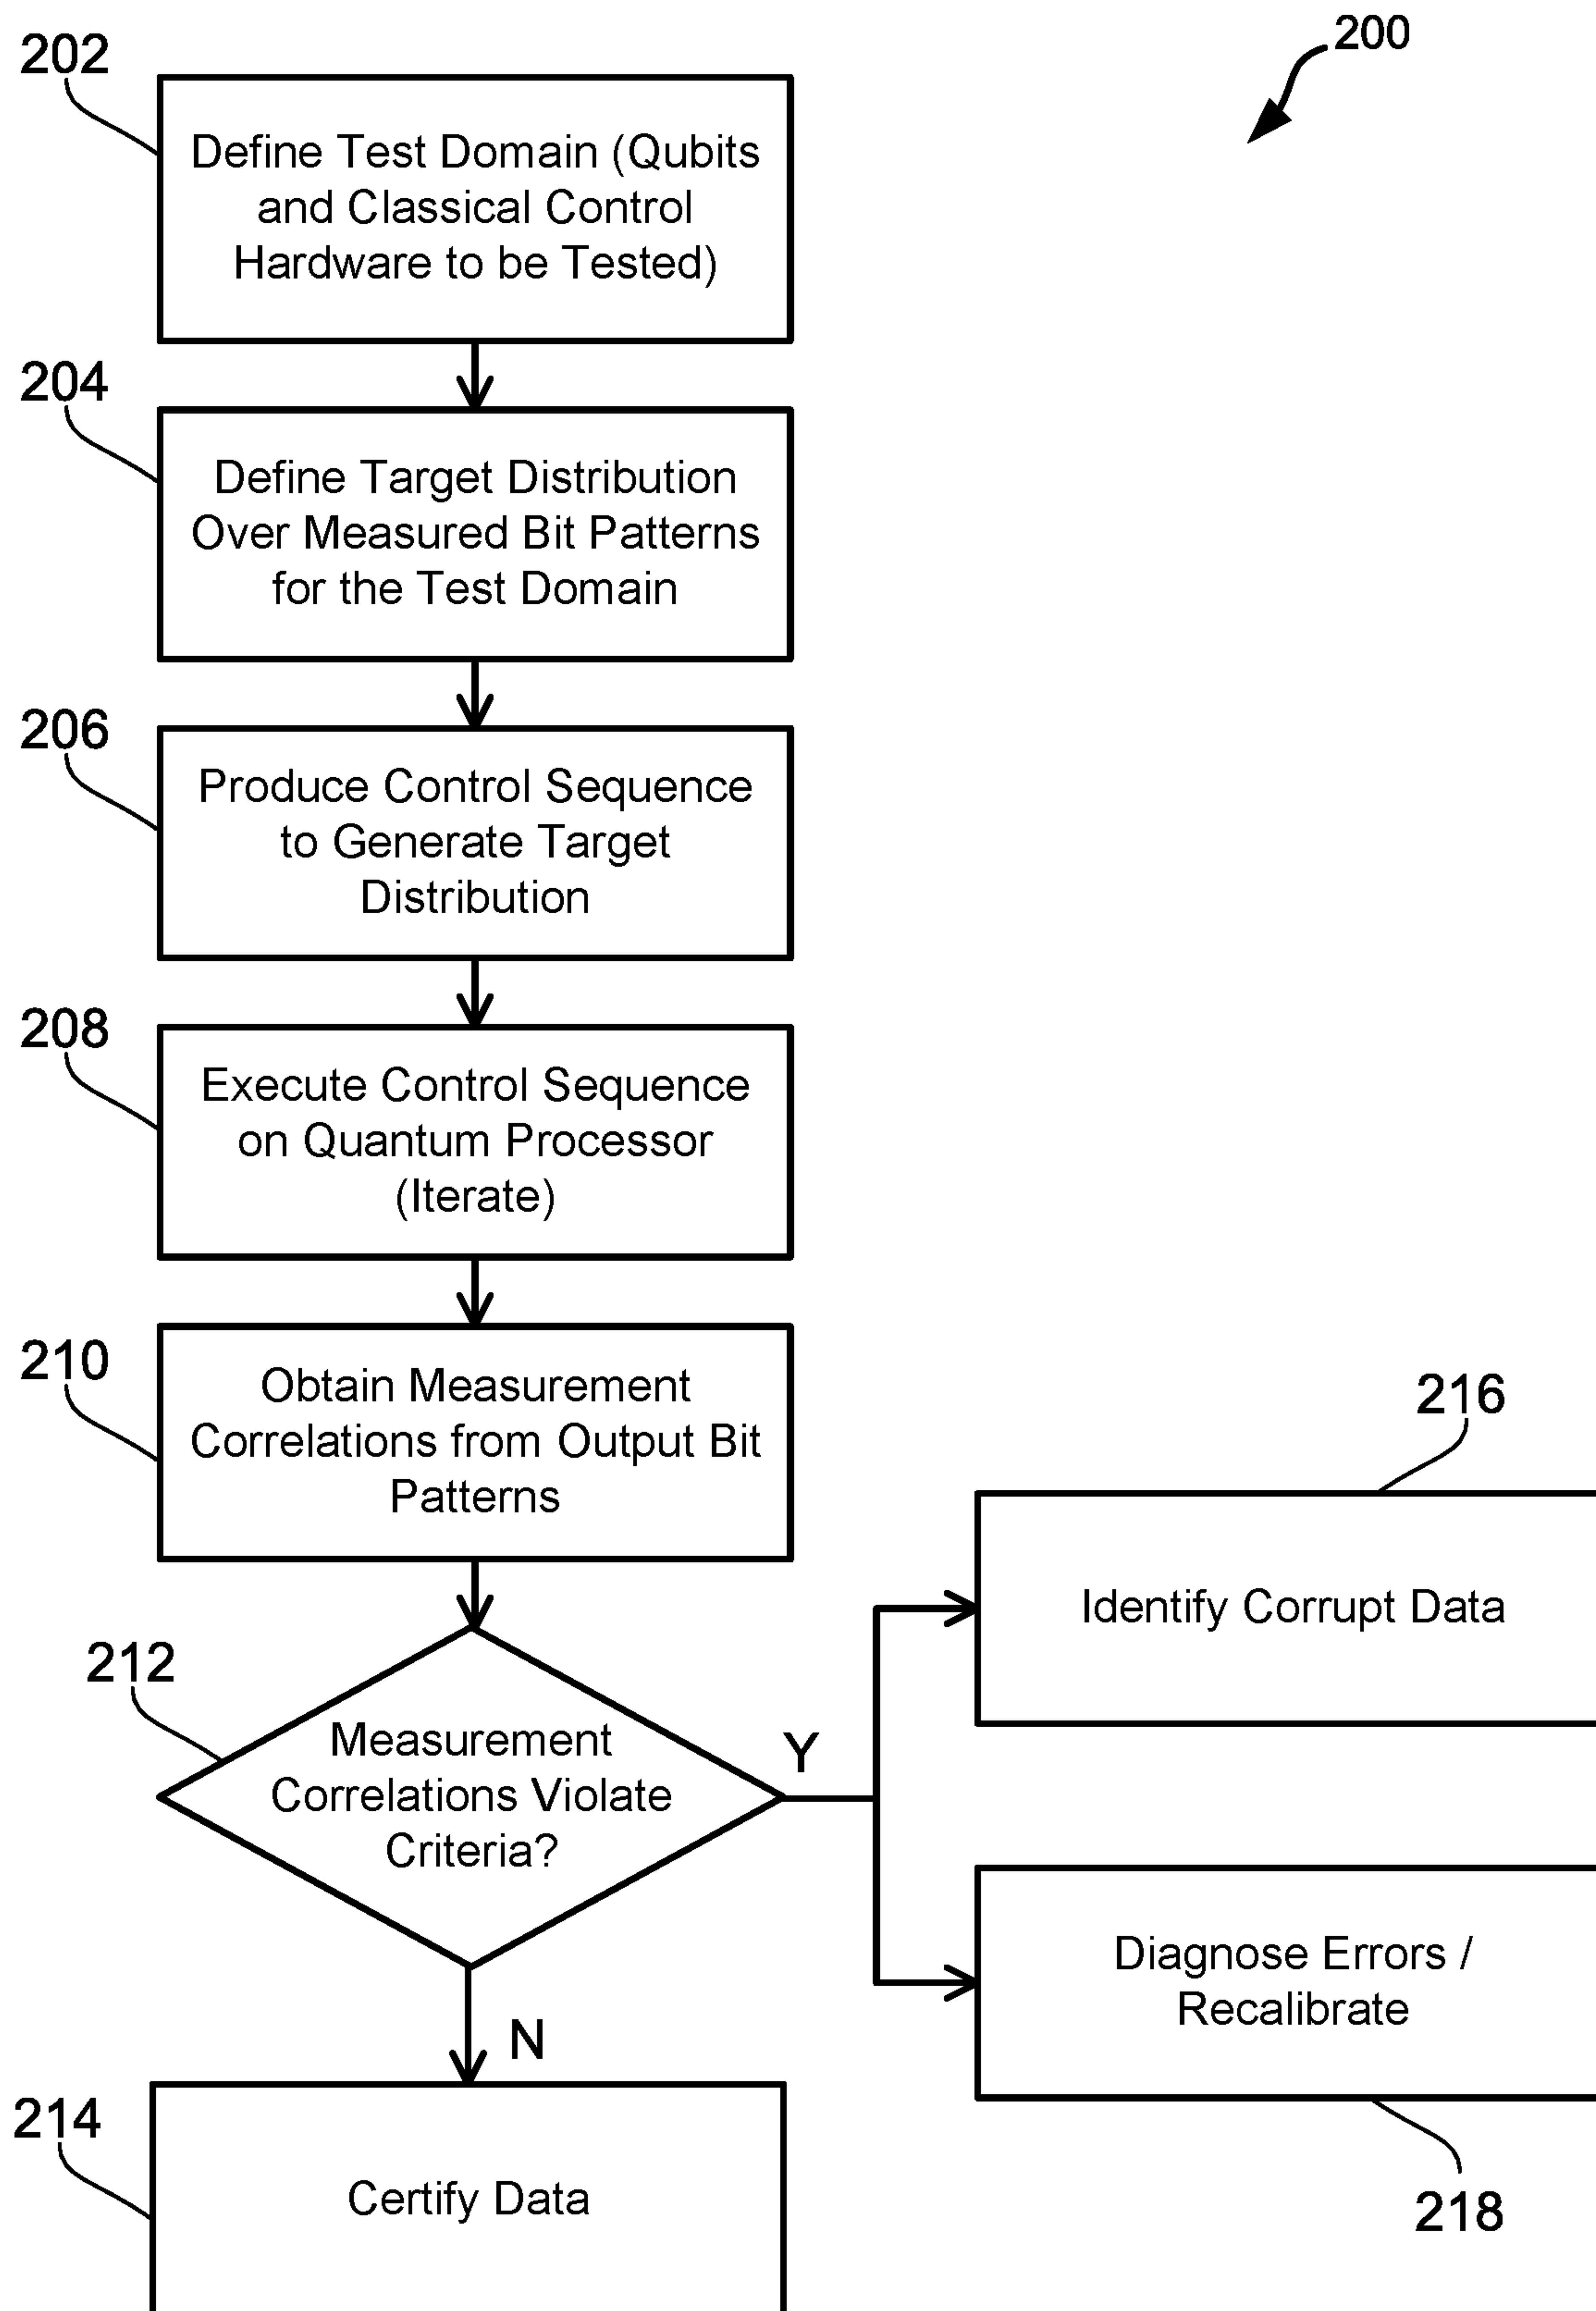 200
202
Define Test Domain (Qubits
and Classical Control
Hardware to be Tested)
204
Define Target Distribution
Over Measured Bit Patterns
for the Test Domain
206
Produce Control Sequence
to Generate Target
Distribution
208
Execute Control Sequence
on Quantum Processor
(Iterate)
210
Obtain Measurement
Correlations from Output Bit
Patterns
212
Measurement
Correlations Violate
Criteria?
Y
216
Identify Corrupt Data
Diagnose Errors /
Recalibrate
218
N
214
Certify Data